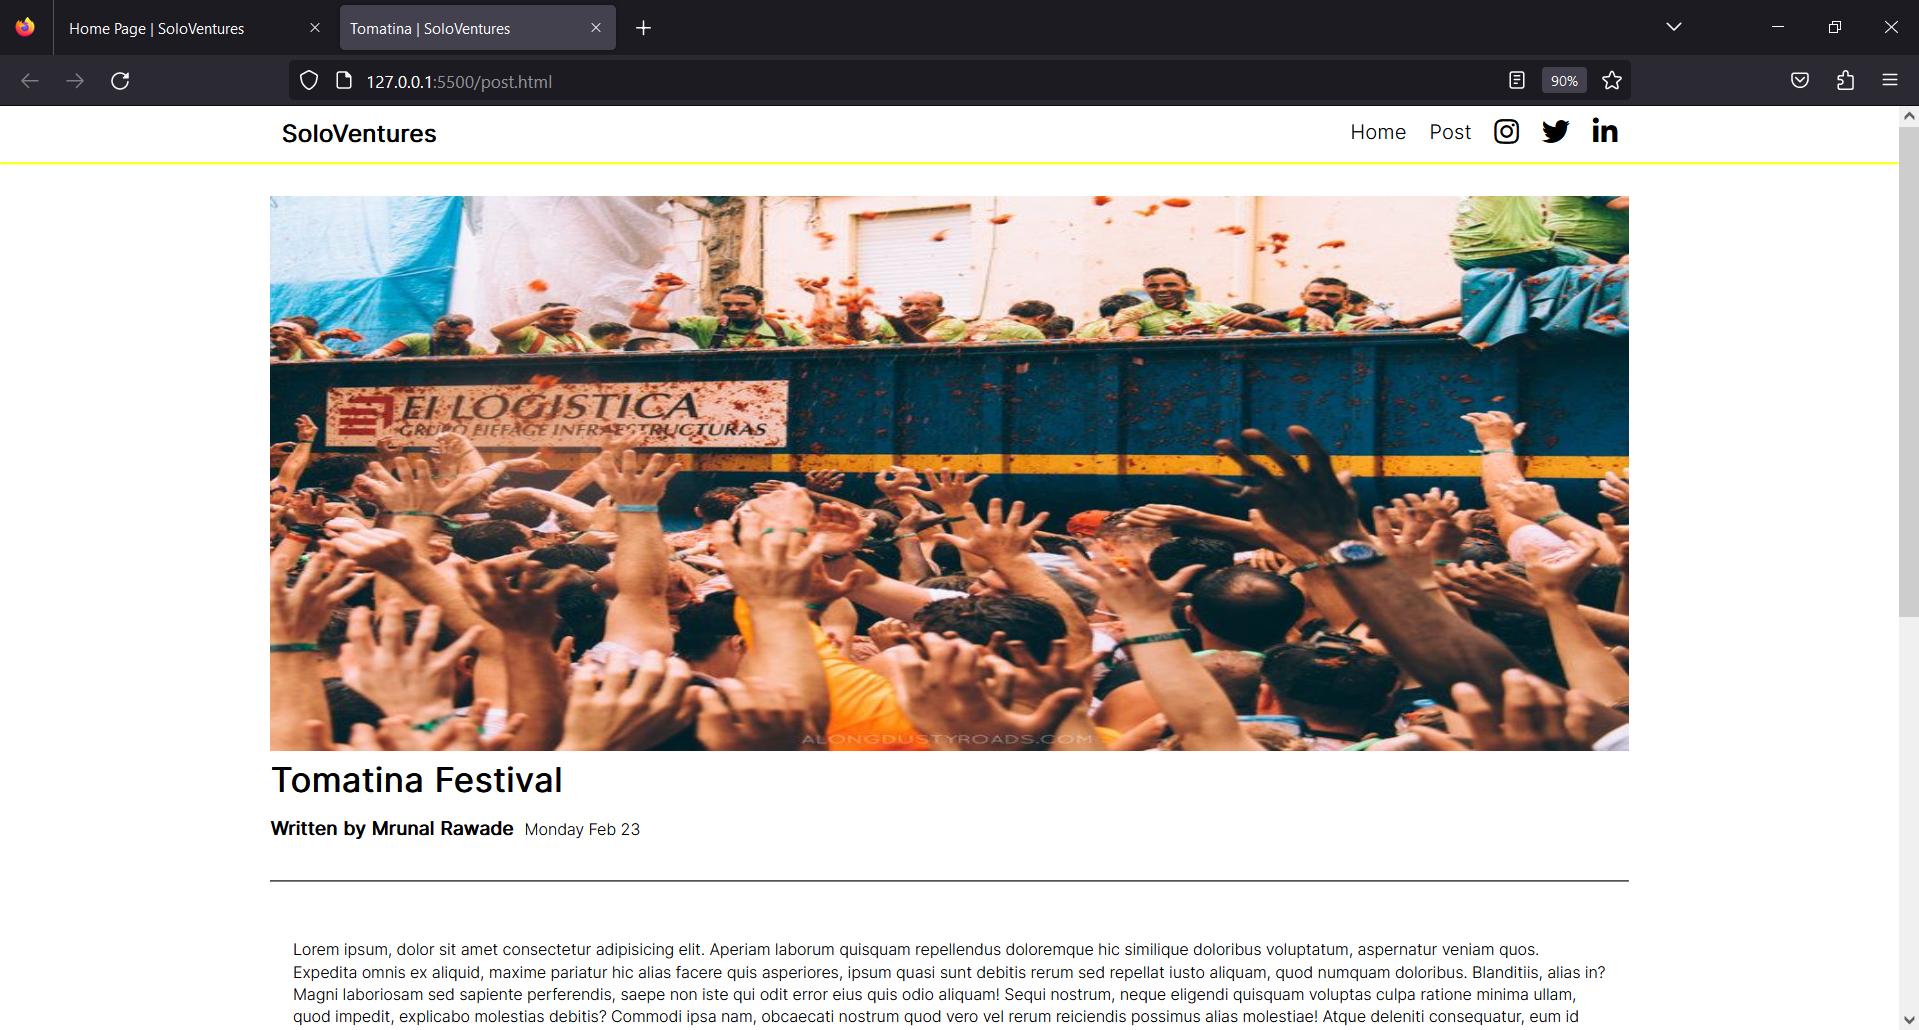 Home Page | SoloVentures
Tomatina | SoloVentures
127.0.0.1:5500/post.html
90%
SoloVentures
Home Post
EI LOGISTICA
GRUPO EIFFAGE INFRAESTRUCTURAS
ALONGDUSTYROADS.COM
Tomatina Festival
Written by Mrunal Rawade Monday Feb 23
Lorem ipsum, dolor sit amet consectetur adipisicing elit. Aperiam laborum quisquam repellendus doloremque hic similique doloribus voluptatum, aspernatur veniam quos.
Expedita omnis ex aliquid, maxime pariatur hic alias facere quis asperiores, ipsum quasi sunt debitis rerum sed repellat iusto aliquam, quod numquam doloribus. Blanditiis, alias in?
Magni laboriosam sed sapiente perferendis, saepe non iste qui odit error eius quis odio aliquam! Sequi nostrum, neque eligendi quisquam voluptas culpa ratione minima ullam,
quod impedit, explicabo molestias debitis? Commodi ipsa nam, obcaecati nostrum quod vero vel rerum reiciendis possimus alias molestiae! Atque deleniti consequatur, eum id